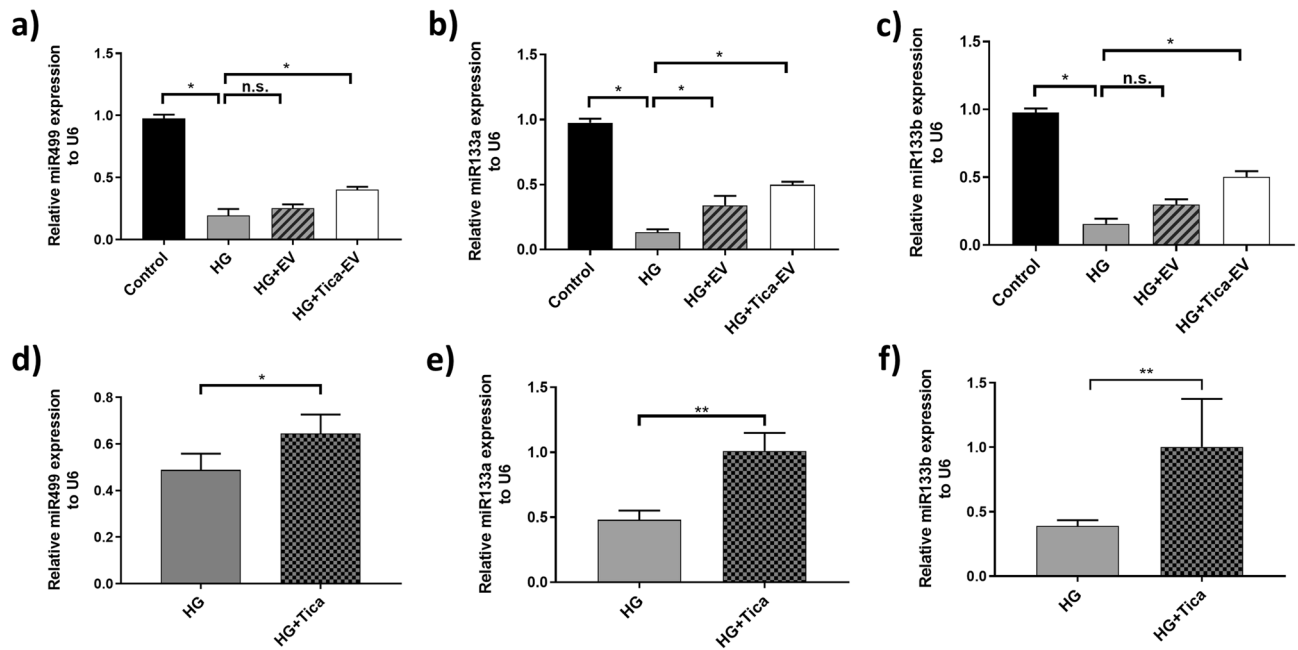 a)
Relative miR499 expression
to U6
1.5
1.0
0.5
0.0
*
*
n.s.
Control
HG
HG+EV
HG+Tica-EV
b)
Relative miR133a expression
to U6
1.5
1.0
0.5
0.0
*
*
*
Control
HG
HG+EV
HG+Tica-EV
c)
Relative miR133b expression
to U6
1.5
1.0
0.5
0.0
*
*
n.s.
Control
HG
HG+EV
HG+Tica-EV
d)
Relative miR499 expression
to U6
0.8
0.6
0.4
0.2
0.0
*
HG
HG+Tica
e)
Relative miR133a expression
to U6
1.5
1.0
0.5
0.0
**
HG
HG+Tica
f)
Relative miR133b expression
to U6
1.5
1.0
0.5
0.0
**
HG
HG+Tica